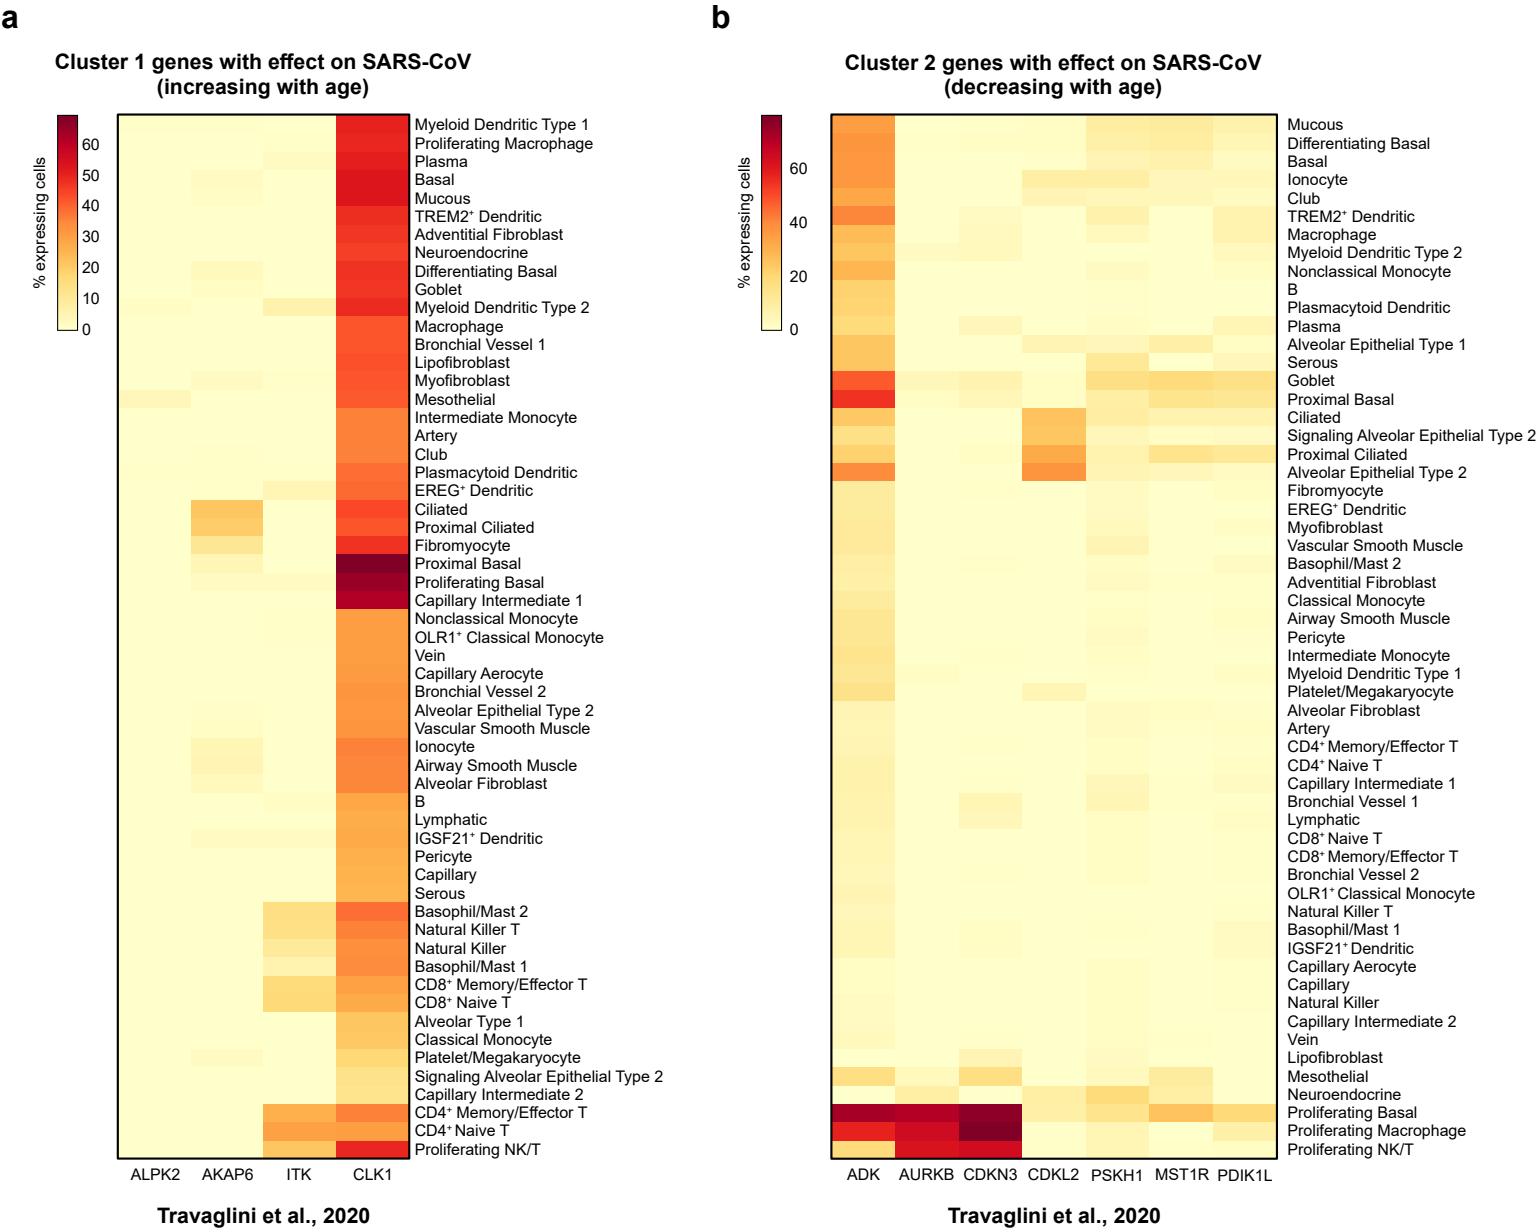 a
Cluster 1 genes with effect on SARS-CoV
(increasing with age)
% expressing cells
60
50
40
30
20
10
0
Myeloid Dendritic Type 1
Proliferating Macrophage
Plasma
Basal
Mucous
TREM2⁺ Dendritic
Adventitial Fibroblast
Neuroendocrine
Differentiating Basal
Goblet
Myeloid Dendritic Type 2
Macrophage
Bronchial Vessel 1
Lipofibroblast
Myofibroblast
Mesothelial
Intermediate Monocyte
Artery
Club
Plasmacytoid Dendritic
EREG⁺ Dendritic
Ciliated
Proximal Ciliated
Fibromyocyte
Proximal Basal
Proliferating Basal
Capillary Intermediate 1
Nonclassical Monocyte
OLR1⁺ Classical Monocyte
Vein
Capillary Aerocyte
Bronchial Vessel 2
Alveolar Epithelial Type 2
Vascular Smooth Muscle
Ionocyte
Airway Smooth Muscle
Alveolar Fibroblast
B
Lymphatic
IGSF21⁺ Dendritic
Pericyte
Capillary
Serous
Basophil/Mast 2
Natural Killer T
Natural Killer
Basophil/Mast 1
CD8⁺ Memory/Effector T
CD8⁺ Naive T
Alveolar Type 1
Classical Monocyte
Platelet/Megakaryocyte
Signaling Alveolar Epithelial Type 2
Capillary Intermediate 2
CD4⁺ Memory/Effector T
CD4⁺ Naive T
Proliferating NK/T
ALPK2 AKAP6 ITK CLK1
Travaglini et al., 2020
b
Cluster 2 genes with effect on SARS-CoV
(decreasing with age)
% expressing cells
60
40
20
0
Mucous
Differentiating Basal
Basal
Ionocyte
Club
TREM2⁺ Dendritic
Macrophage
Myeloid Dendritic Type 2
Nonclassical Monocyte
B
Plasmacytoid Dendritic
Plasma
Alveolar Epithelial Type 1
Serous
Goblet
Proximal Basal
Ciliated
Signaling Alveolar Epithelial Type 2
Proximal Ciliated
Alveolar Epithelial Type 2
Fibromyocyte
EREG⁺ Dendritic
Myofibroblast
Vascular Smooth Muscle
Basophil/Mast 2
Adventitial Fibroblast
Classical Monocyte
Airway Smooth Muscle
Pericyte
Intermediate Monocyte
Myeloid Dendritic Type 1
Platelet/Megakaryocyte
Alveolar Fibroblast
Artery
CD4⁺ Memory/Effector T
CD4⁺ Naive T
Capillary Intermediate 1
Bronchial Vessel 1
Lymphatic
CD8⁺ Naive T
CD8⁺ Memory/Effector T
Bronchial Vessel 2
OLR1⁺ Classical Monocyte
Natural Killer T
Basophil/Mast 1
IGSF21⁺ Dendritic
Capillary Aerocyte
Capillary
Natural Killer
Capillary Intermediate 2
Vein
Lipofibroblast
Mesothelial
Neuroendocrine
Proliferating Basal
Proliferating Macrophage
Proliferating NK/T
ADK AURKB CDKN3 CDKL2 PSKH1 MST1R PDIK1L
Travaglini et al., 2020